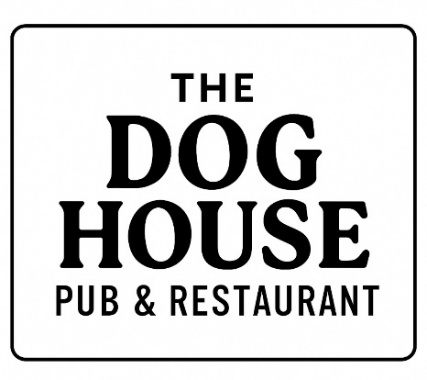 THE
DOG
HOUSE
PUB & RESTAURANT